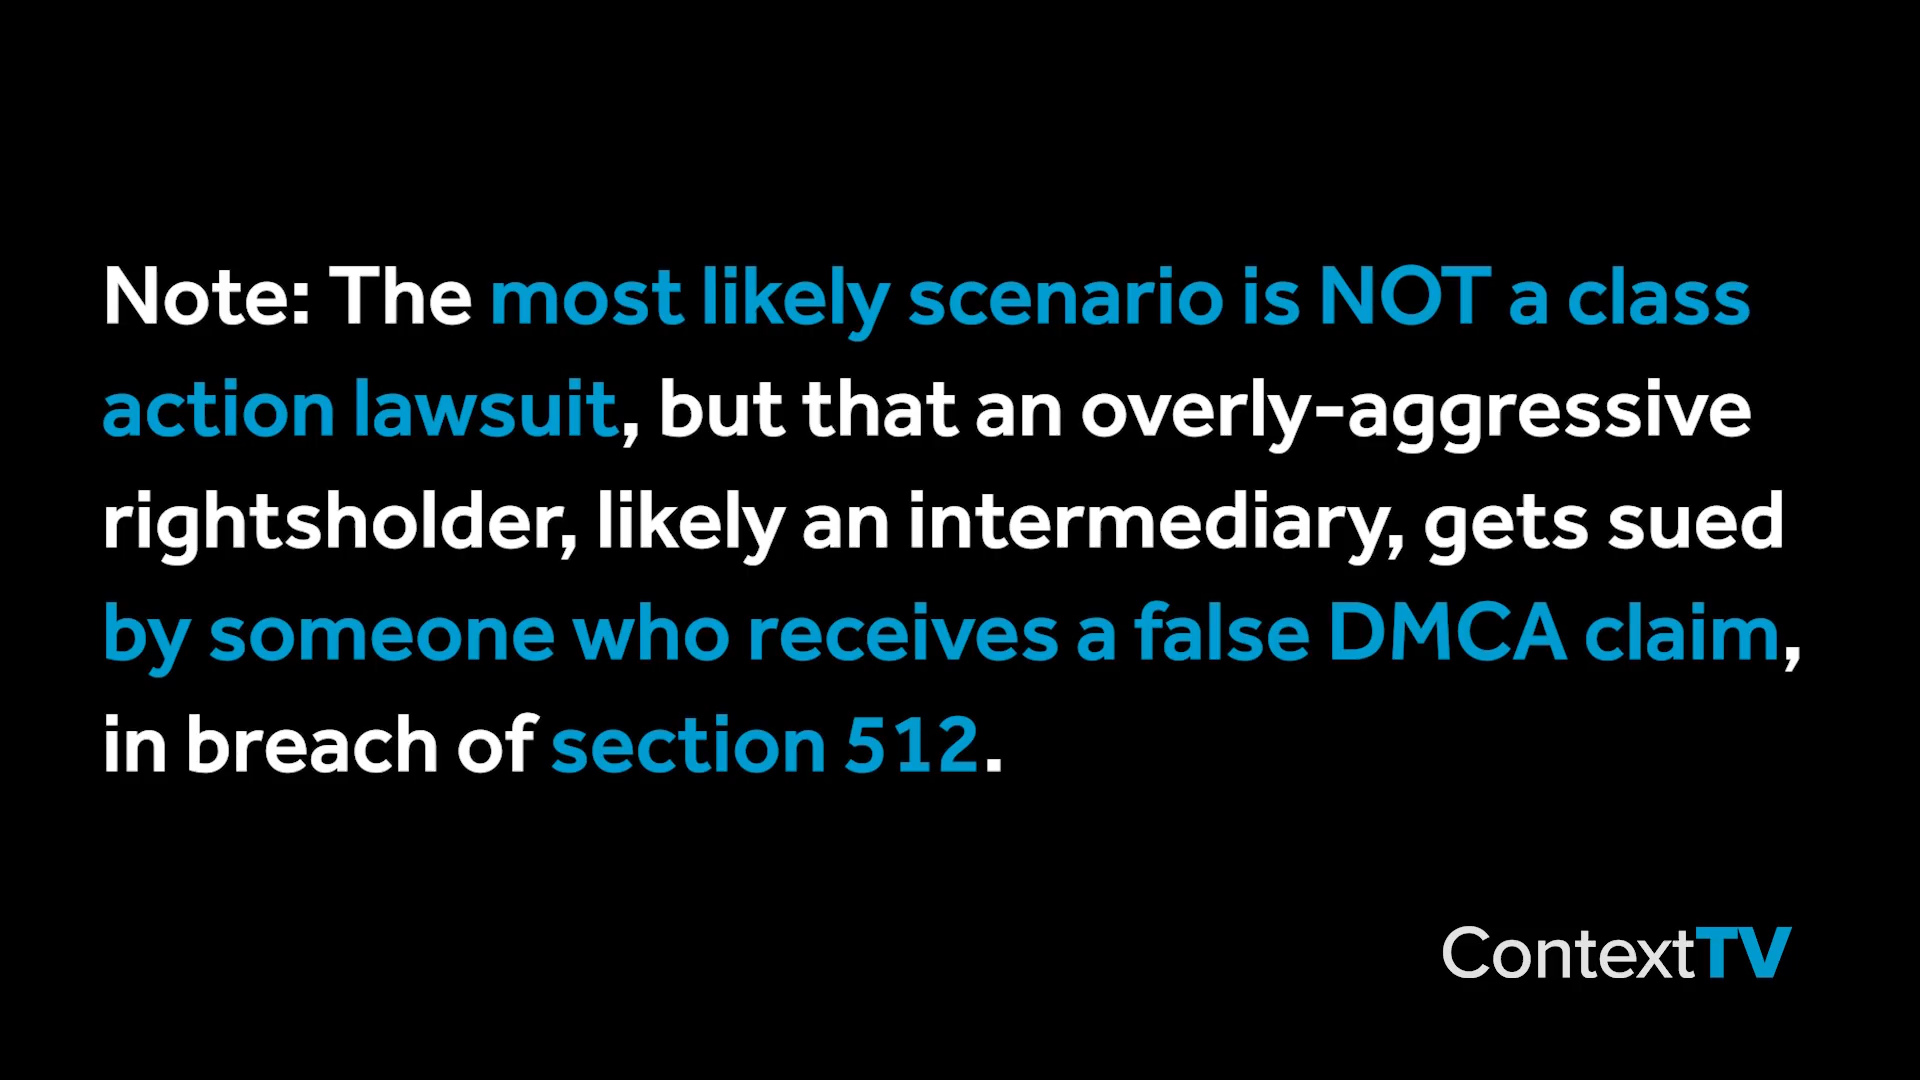 Note: The most likely scenario is NOT a class
action lawsuit, but that an overly-aggressive
rightsholder, likely an intermediary, gets sued
by someone who receives a false DMCA claim,
in breach of section 512.
ContextTV